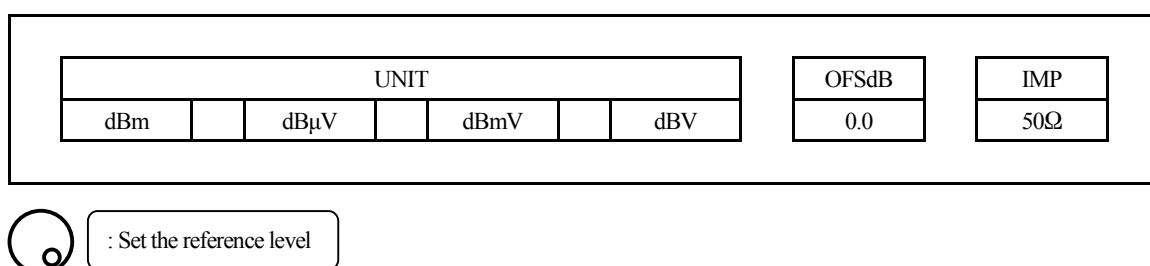 UNIT OFSdB IMP
dBm dBμV dBmV dBV 0.0 50Ω
: Set the reference level